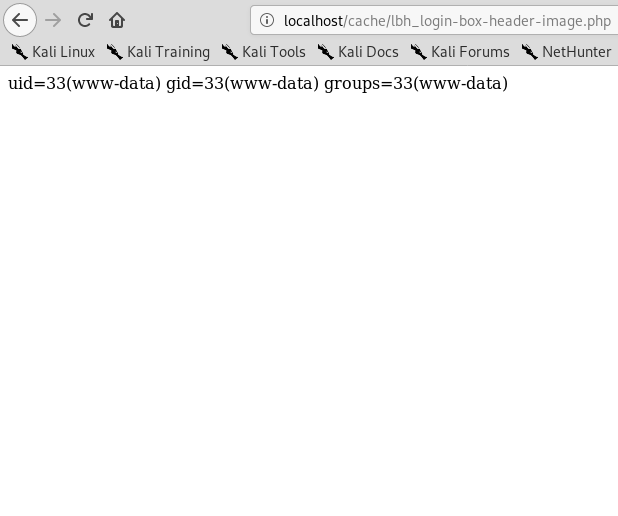 localhost/cache/lbh_login-box-header-image.php
Kali Linux Kali Training Kali Tools Kali Docs Kali Forums NetHunter
uid=33(www-data) gid=33(www-data) groups=33(www-data)